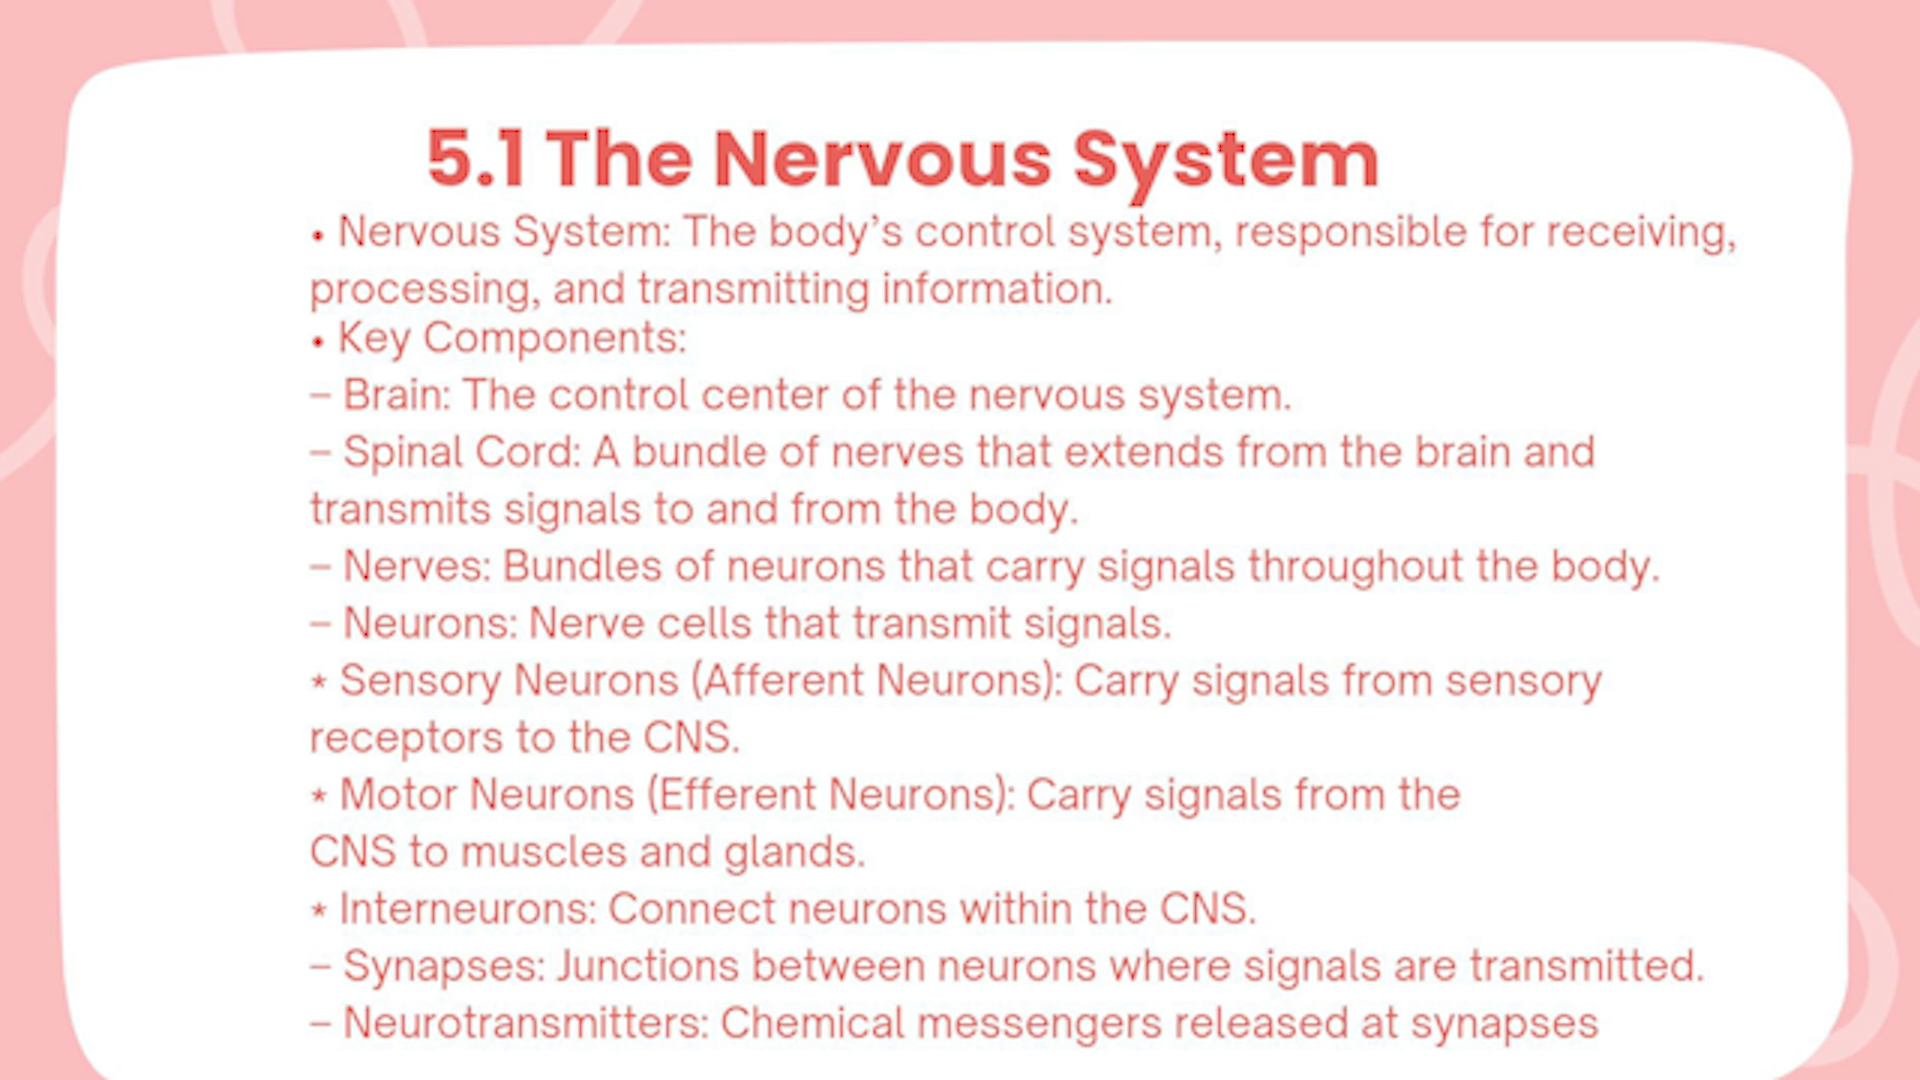 5.1 The Nervous System
• Nervous System: The body’s control system, responsible for receiving,
processing, and transmitting information.
• Key Components:
– Brain: The control center of the nervous system.
– Spinal Cord: A bundle of nerves that extends from the brain and
transmits signals to and from the body.
– Nerves: Bundles of neurons that carry signals throughout the body.
– Neurons: Nerve cells that transmit signals.
* Sensory Neurons (Afferent Neurons): Carry signals from sensory
receptors to the CNS.
* Motor Neurons (Efferent Neurons): Carry signals from the
CNS to muscles and glands.
* Interneurons: Connect neurons within the CNS.
– Synapses: Junctions between neurons where signals are transmitted.
– Neurotransmitters: Chemical messengers released at synapses